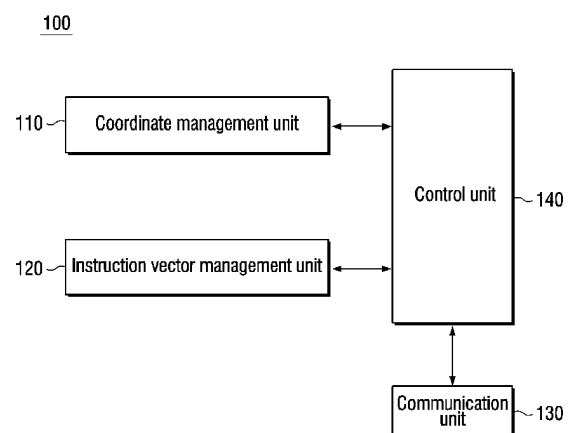 100
110
Coordinate management unit
Control unit
140
120
Instruction vector management unit
Communication
unit
130